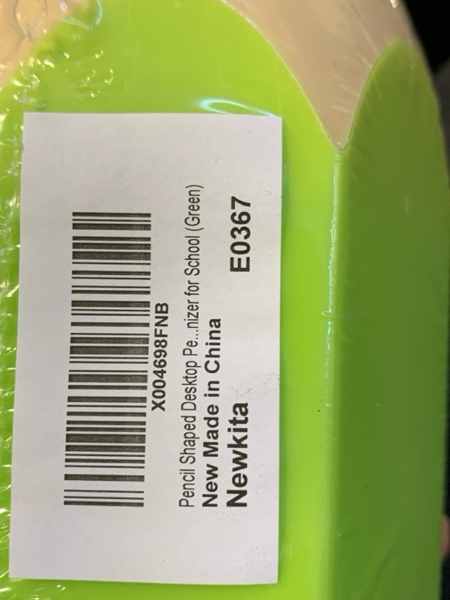 X004698FNB
Pencil Shaped Desktop Pe...nizer for School (Green)
New Made in China
Newkita E0367